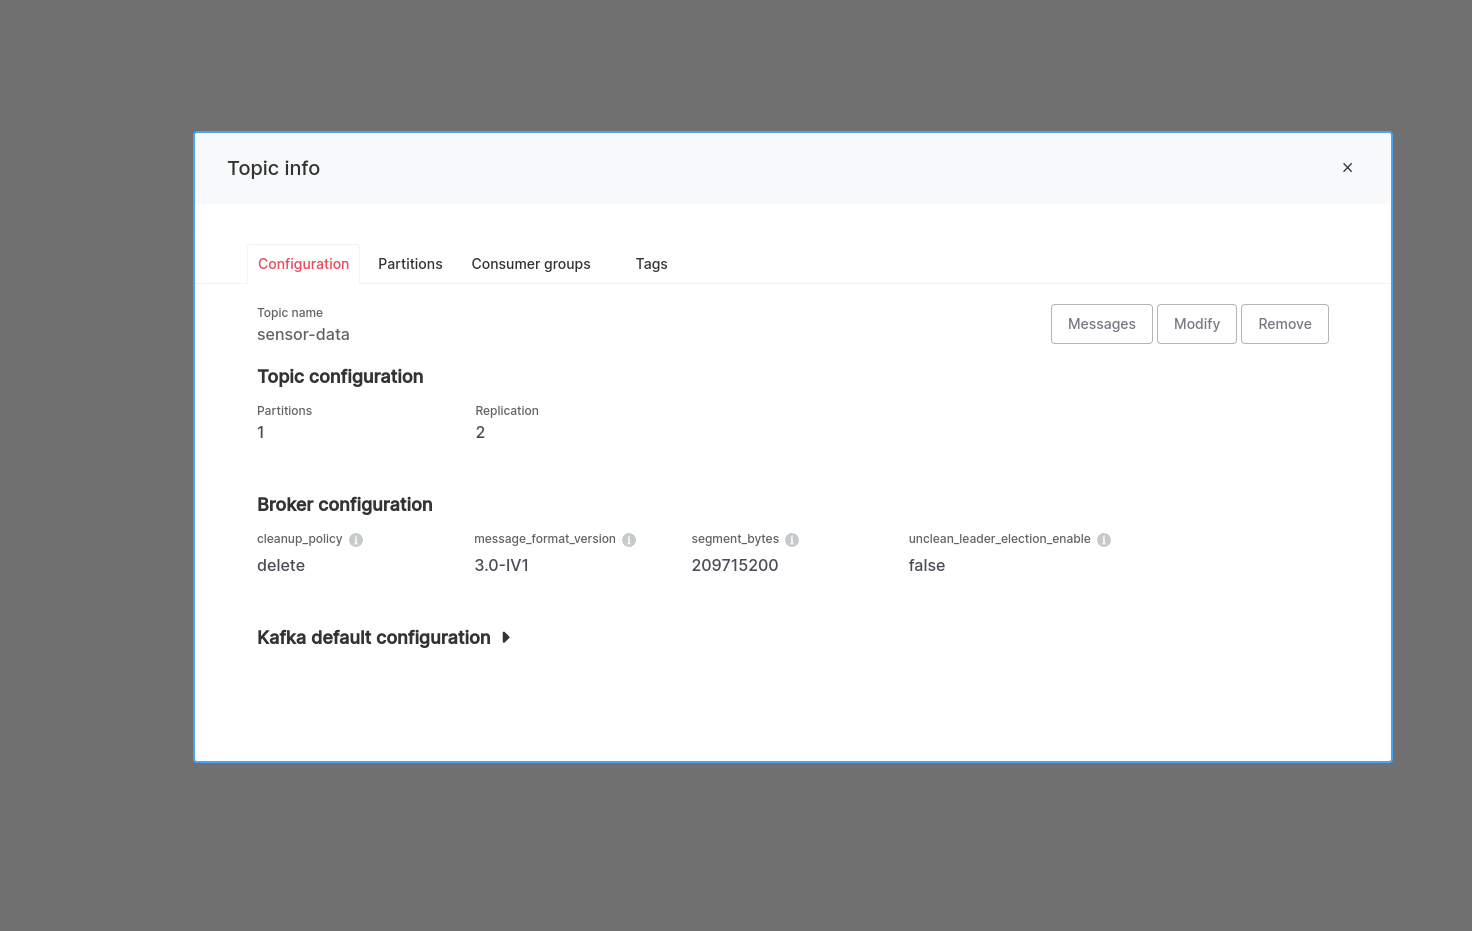 Topic info
×
Configuration Partitions Consumer groups Tags
Topic name
sensor-data
Messages Modify Remove
Topic configuration
Partitions Replication
1 2
Broker configuration
cleanup_policy message_format_version segment_bytes unclean_leader_election_enable
delete 3.0-IV1 209715200 false
Kafka default configuration